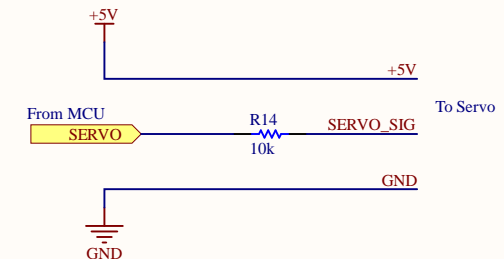 +5V
+5V
To Servo
From MCU
SERVO
R14
10k
SERVO_SIG
GND
GND